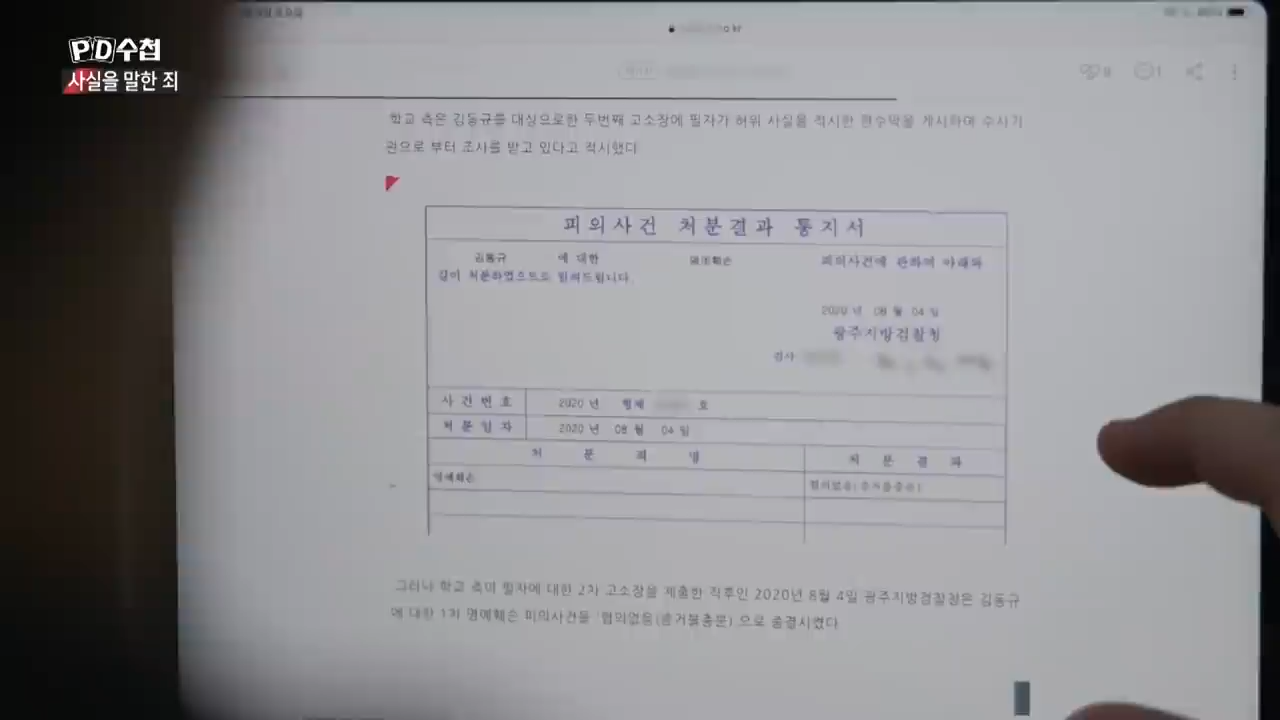 PD수첩
사실을 말한 죄
학교 측은 김동규를 대상으로한 두번째 고소장에 필자가 허위 사실을 적시한 현수막을 게시하여 수사기
관으로 부터 조사를 받고 있다고 적시했다
피의사건 처분결과 통지서
김동규 에 대한 명예훼손 피의사건에 관하여 아래와
같이 처분하였으므로 알려드립니다.
2020 년 08 월 04 일
광주지방검찰청
검사
사 건 번 호 2020 년 형제 호
처 분 일 자 2020 년 08 월 04 일
처 분 죄 명 처 분 결 과
명예훼손 혐의없음(증거불충분)
그러나 학교 측이 필자에 대한 2차 고소장을 제출한 직후인 2020년 8월 4일 광주지방검찰청은 김동규
에 대한 1차 명예훼손 피의사건을 '혐의없음(증거불충분)'으로 종결시켰다